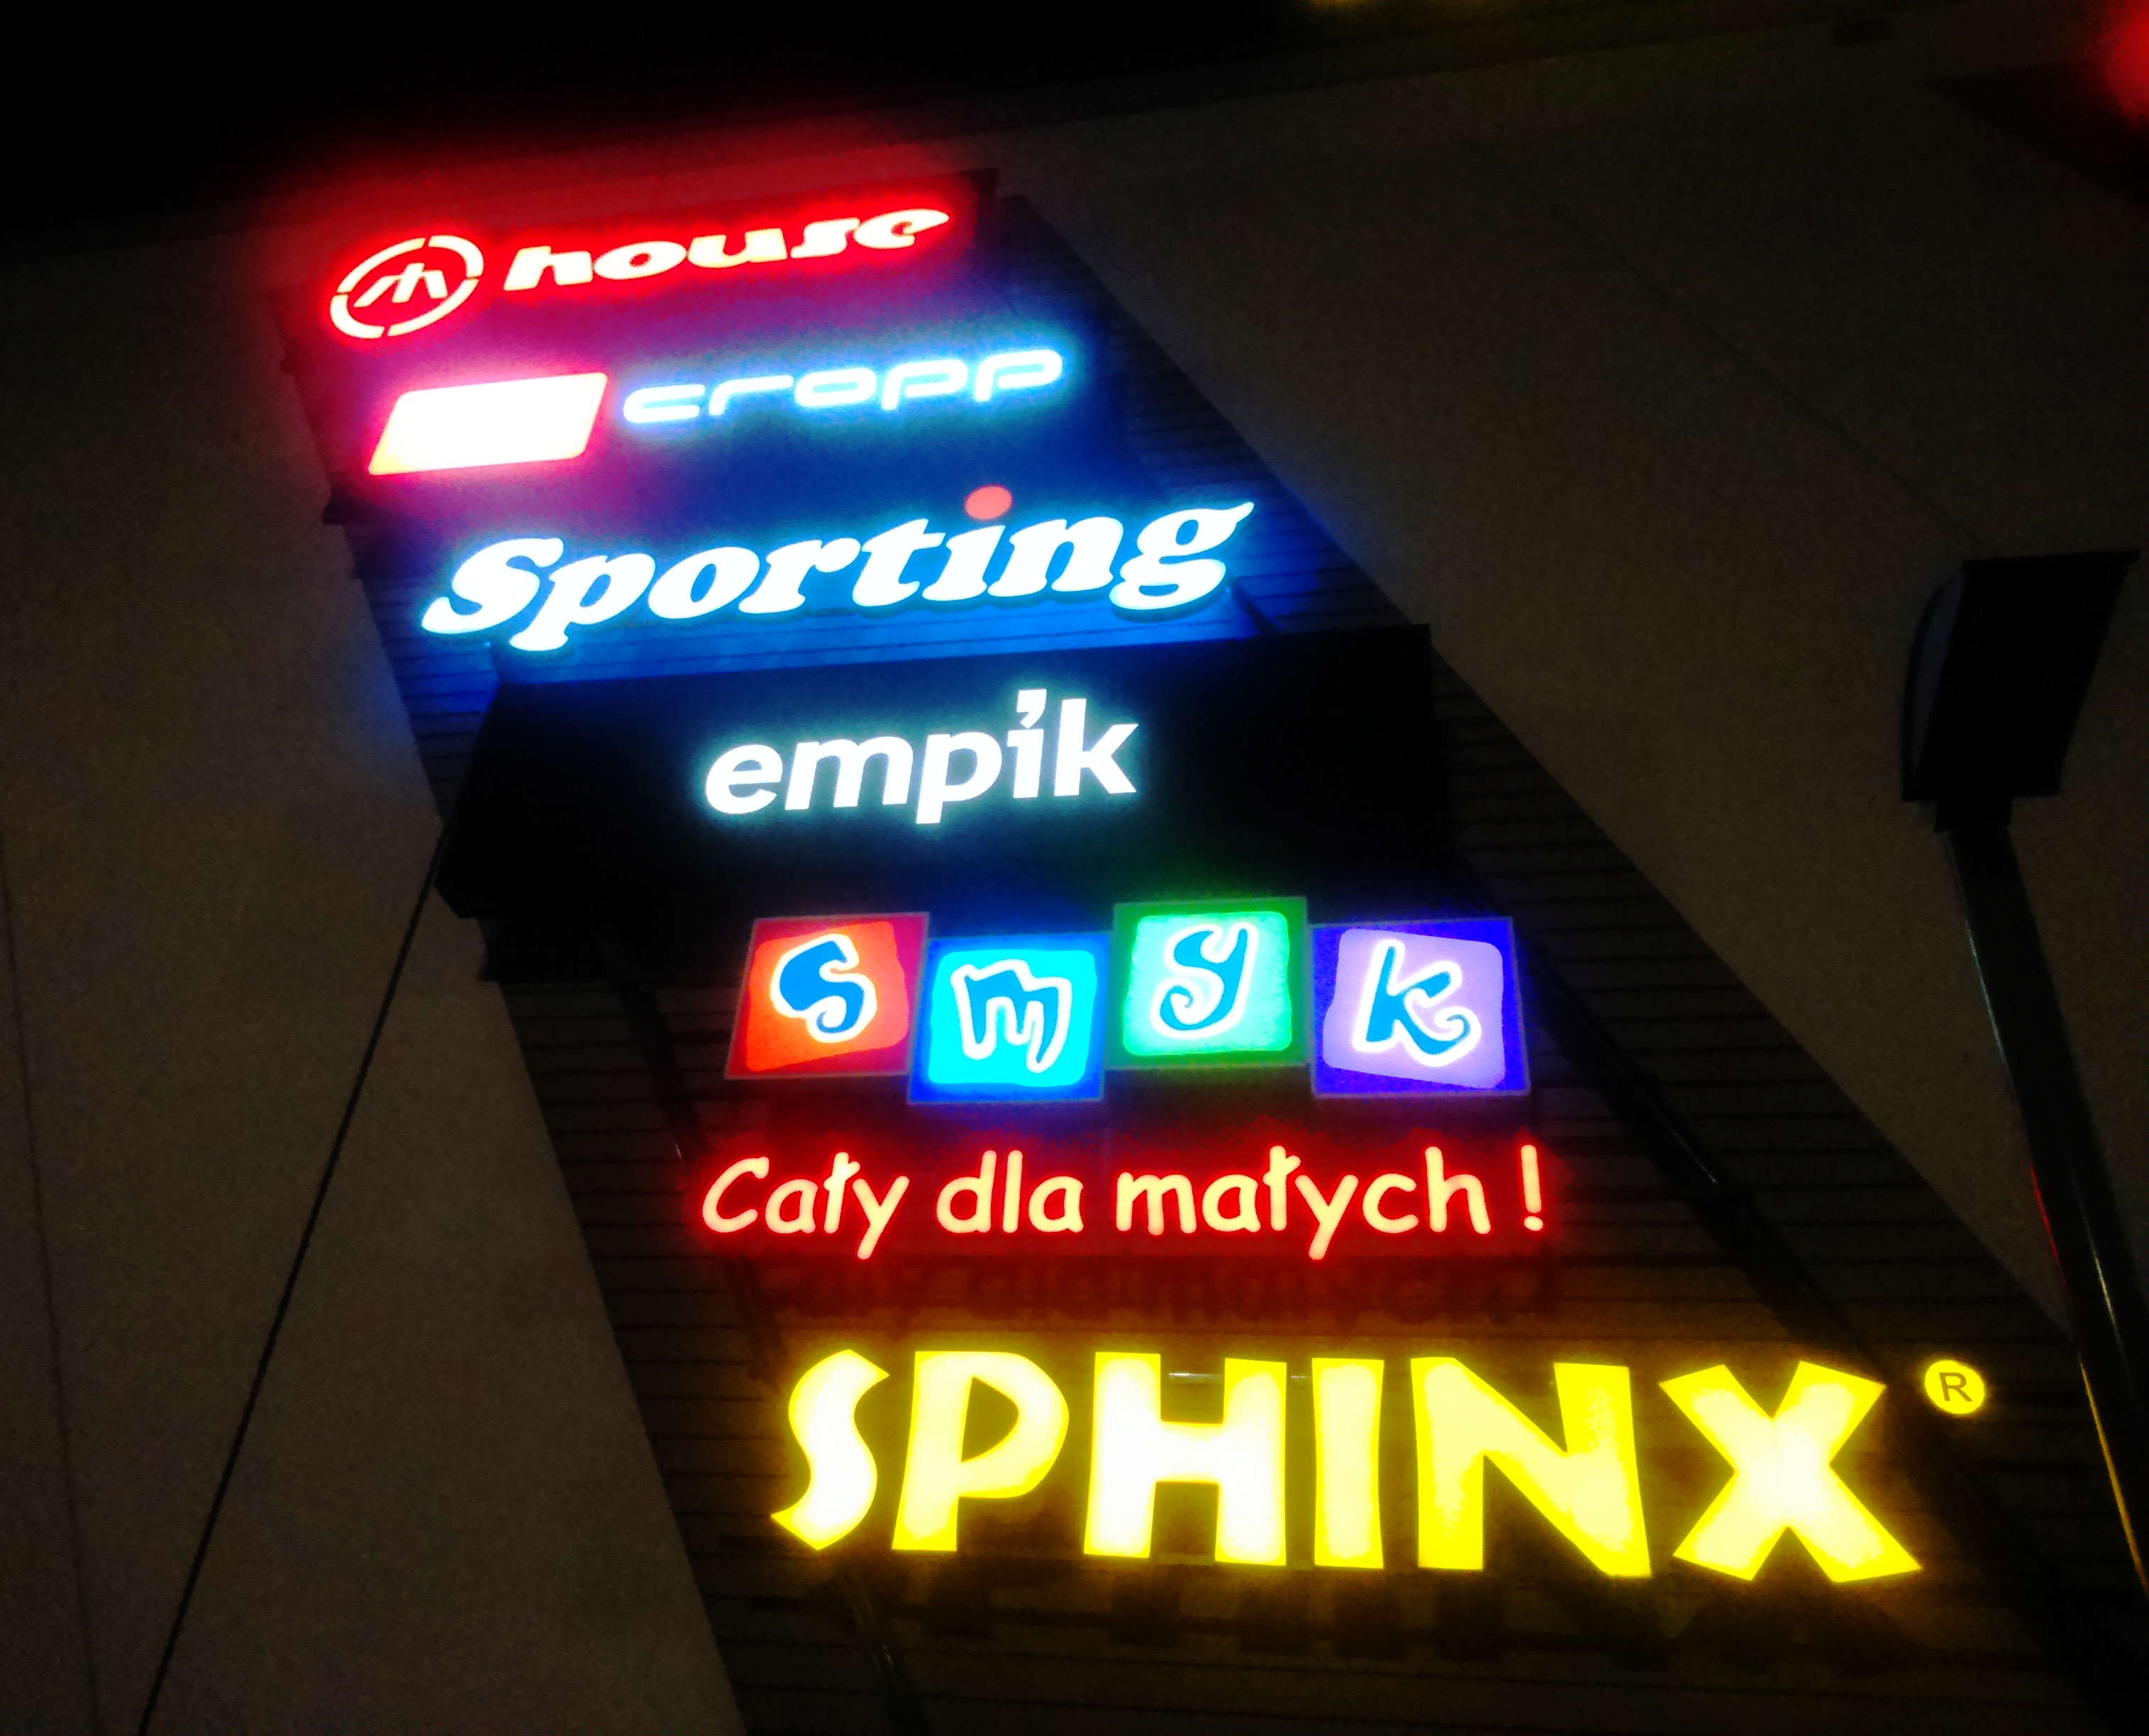 house
cropp
Sporting
empik
smyk
Cały dla małych !
SPHINX ®